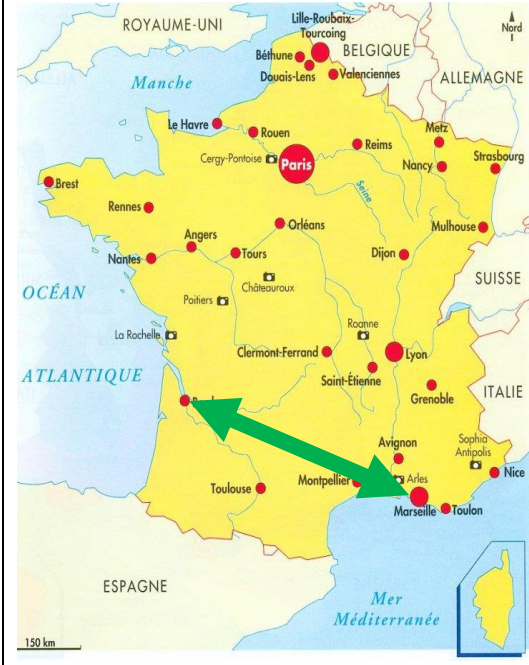 ROYAUME-UNI
Lille-Roubaix-
Tourcoing
Nord
BELGIQUE
Béthune
Douais-Lens
Valenciennes
ALLEMAGNE
Manche
Le Havre
Rouen
Reims
Metz
Cergy-Pontoise
Paris
Nancy
Strasbourg
Brest
Seine
Rennes
Orléans
Mulhouse
Angers
Nantes
Tours
Dijon
SUISSE
Châteauroux
OCÉAN
Poitiers
La Rochelle
Roanne
Clermont-Ferrand
Lyon
ATLANTIQUE
Saint-Étienne
Grenoble
ITALIE
Avignon
Sophia
Antipolis
Nice
Toulouse
Montpellier
Arles
Marseille
Toulon
ESPAGNE
Mer
Méditerranée
150 km